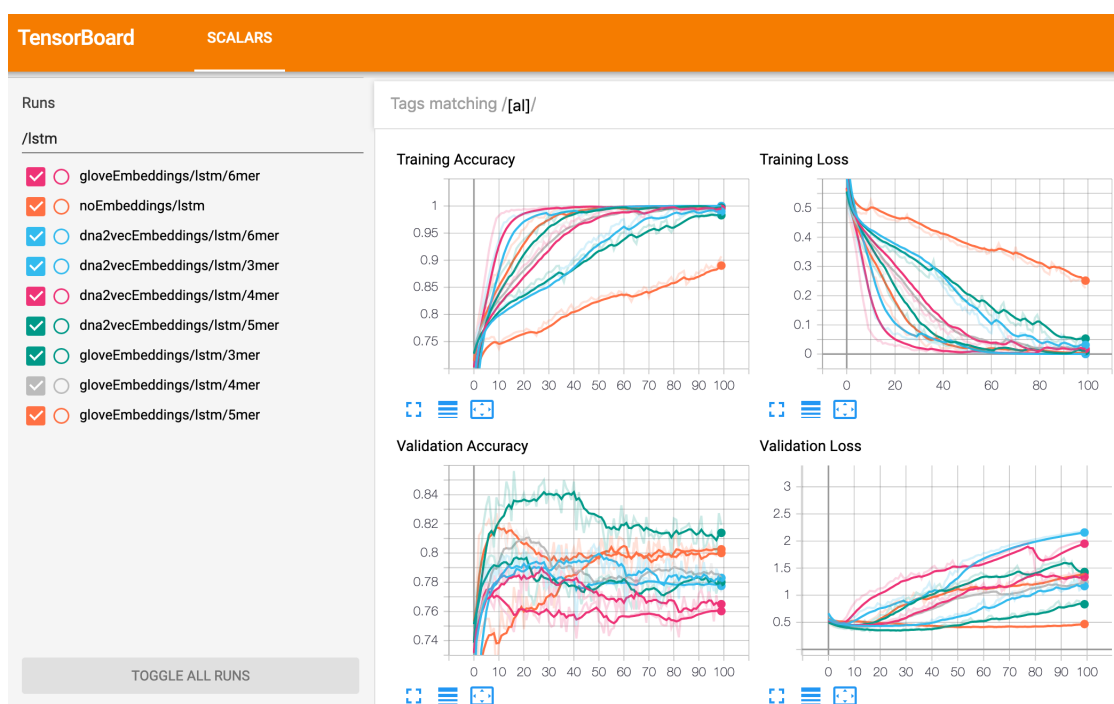 TensorBoard
SCALARS
Runs
/lstm
gloveEmbeddings/lstm/6mer
noEmbeddings/lstm
dna2vecEmbeddings/lstm/6mer
dna2vecEmbeddings/lstm/3mer
dna2vecEmbeddings/lstm/4mer
dna2vecEmbeddings/lstm/5mer
gloveEmbeddings/lstm/3mer
gloveEmbeddings/lstm/4mer
gloveEmbeddings/lstm/5mer
TOGGLE ALL RUNS
Tags matching /[al]/
Training Accuracy
1
0.95
0.9
0.85
0.8
0.75
0 10 20 30 40 50 60 70 80 90 100
Training Loss
0.5
0.4
0.3
0.2
0.1
0
0 20 40 60 80 100
Validation Accuracy
0.84
0.82
0.8
0.78
0.76
0.74
0 10 20 30 40 50 60 70 80 90 100
Validation Loss
3
2.5
2
1.5
1
0.5
0 10 20 30 40 50 60 70 80 90 100